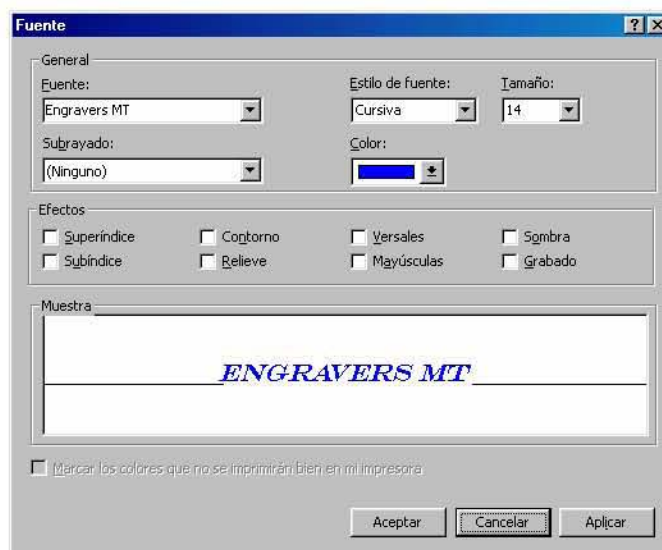 Fuente
General
Fuente: Estilo de fuente: Tamaño:
Engravers MT Cursiva 14
Subrayado: Color:
(Ninguno)
Efectos
Superíndice Contorno Versales Sombra
Subíndice Relieve Mayúsculas Grabado
Muestra
ENGRAVERS MT
Marcar los colores que no se imprimirán bien en mi impresora
Aceptar Cancelar Aplicar